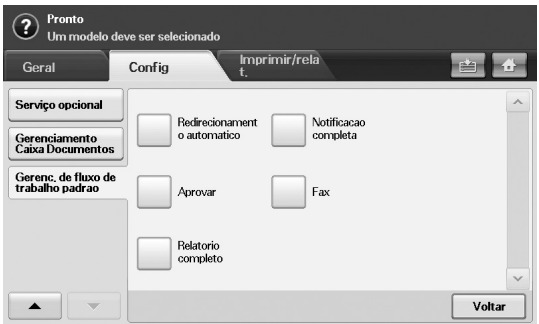 Pronto
Um modelo deve ser selecionado
Geral
Config
Imprimir/rela
t.
Serviço opcional
Gerenciamento
Caixa Documentos
Gerenc. de fluxo de
trabalho padrao
Redirecionament
o automatico
Notificacao
completa
Aprovar
Fax
Relatorio
completo
Voltar